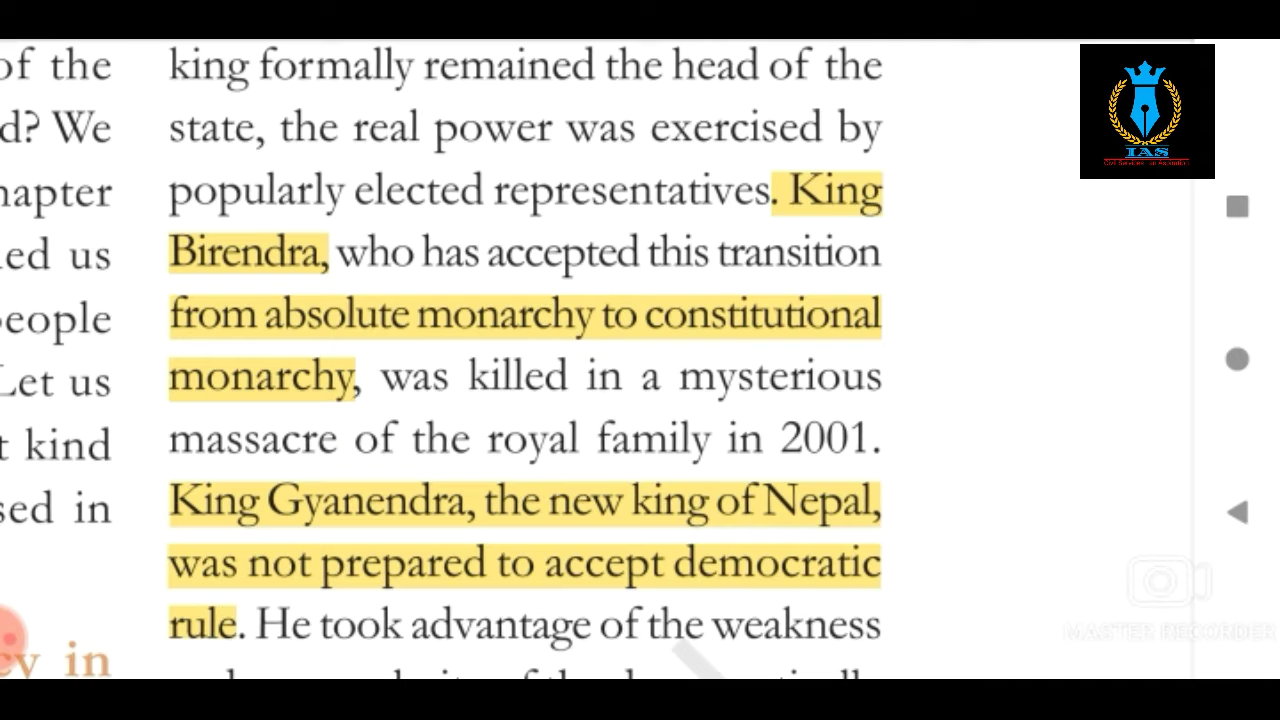 of the
d? We
hapter
ed us
people
Let us
t kind
sed in
cy in
king formally remained the head of the
state, the real power was exercised by
popularly elected representatives. King
Birendra, who has accepted this transition
from absolute monarchy to constitutional
monarchy, was killed in a mysterious
massacre of the royal family in 2001.
King Gyanendra, the new king of Nepal,
was not prepared to accept democratic
rule. He took advantage of the weakness
IAS
MASTER RECORDER